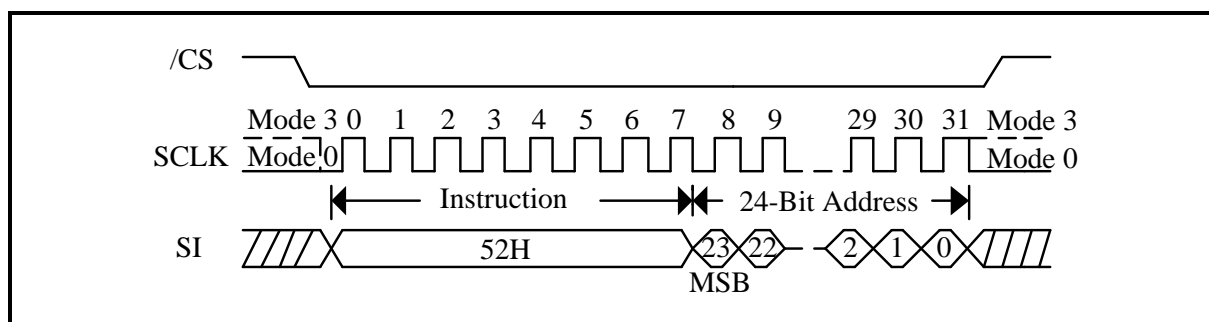 /CS
Mode 3 0 1 2 3 4 5 6 7 8 9 29 30 31 Mode 3
SCLK Mode 0 Mode 0
Instruction 24-Bit Address
SI 52H 23 22 2 1 0
MSB